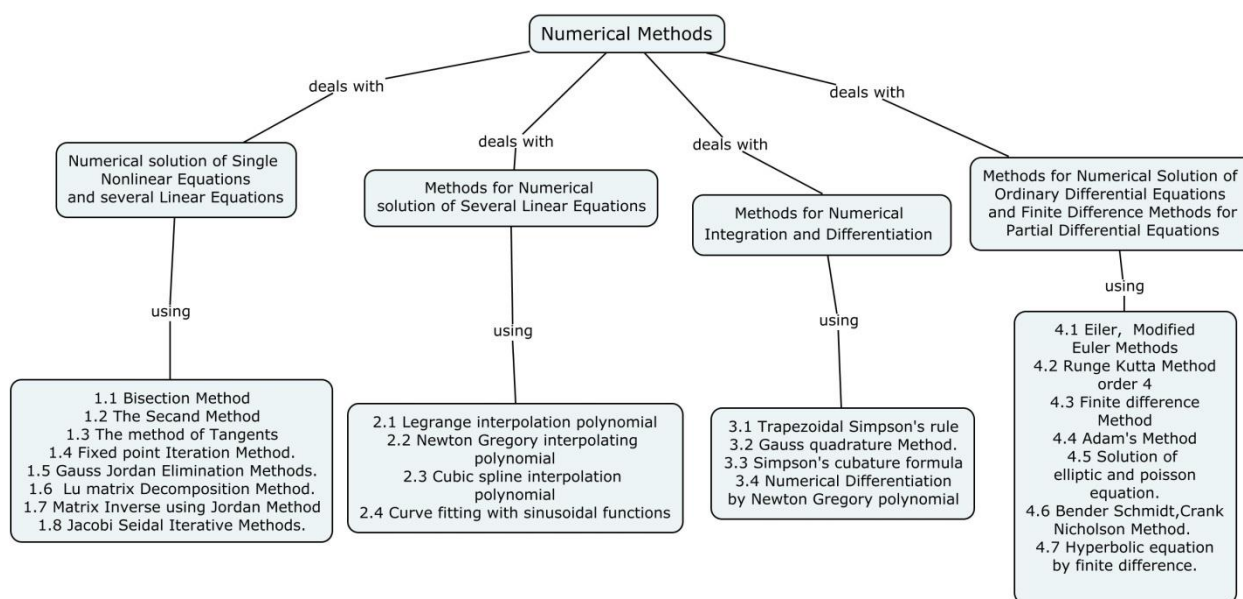 Numerical Methods
deals with
deals with
deals with
deals with
Numerical solution of Single
Nonlinear Equations
and several Linear Equations
Methods for Numerical
solution of Several Linear Equations
Methods for Numerical
Integration and Differentiation
Methods for Numerical Solution of
Ordinary Differential Equations
and Finite Difference Methods for
Partial Differential Equations
using
using
using
using
1.1 Bisection Method
1.2 The Second Method
1.3 The method of Tangents
1.4 Fixed point Iteration Method.
1.5 Gauss Jordan Elimination Methods.
1.6 Lu matrix Decomposition Method.
1.7 Matrix Inverse using Jordan Method
1.8 Jacobi Seidal Iterative Methods.
2.1 Legrange interpolation polynomial
2.2 Newton Gregory interpolating
polynomial
2.3 Cubic spline interpolation
polynomial
2.4 Curve fitting with sinusoidal functions
3.1 Trapezoidal Simpson's rule
3.2 Gauss quadrature Method.
3.3 Simpson's cubature formula
3.4 Numerical Differentiation
by Newton Gregory polynomial
4.1 Eiler, Modified
Euler Methods
4.2 Runge Kutta Method
order 4
4.3 Finite difference
Method
4.4 Adam's Method
4.5 Solution of
elliptic and poisson
equation.
4.6 Bender Schmidt,Crank
Nicholson Method.
4.7 Hyperbolic equation
by finite difference.